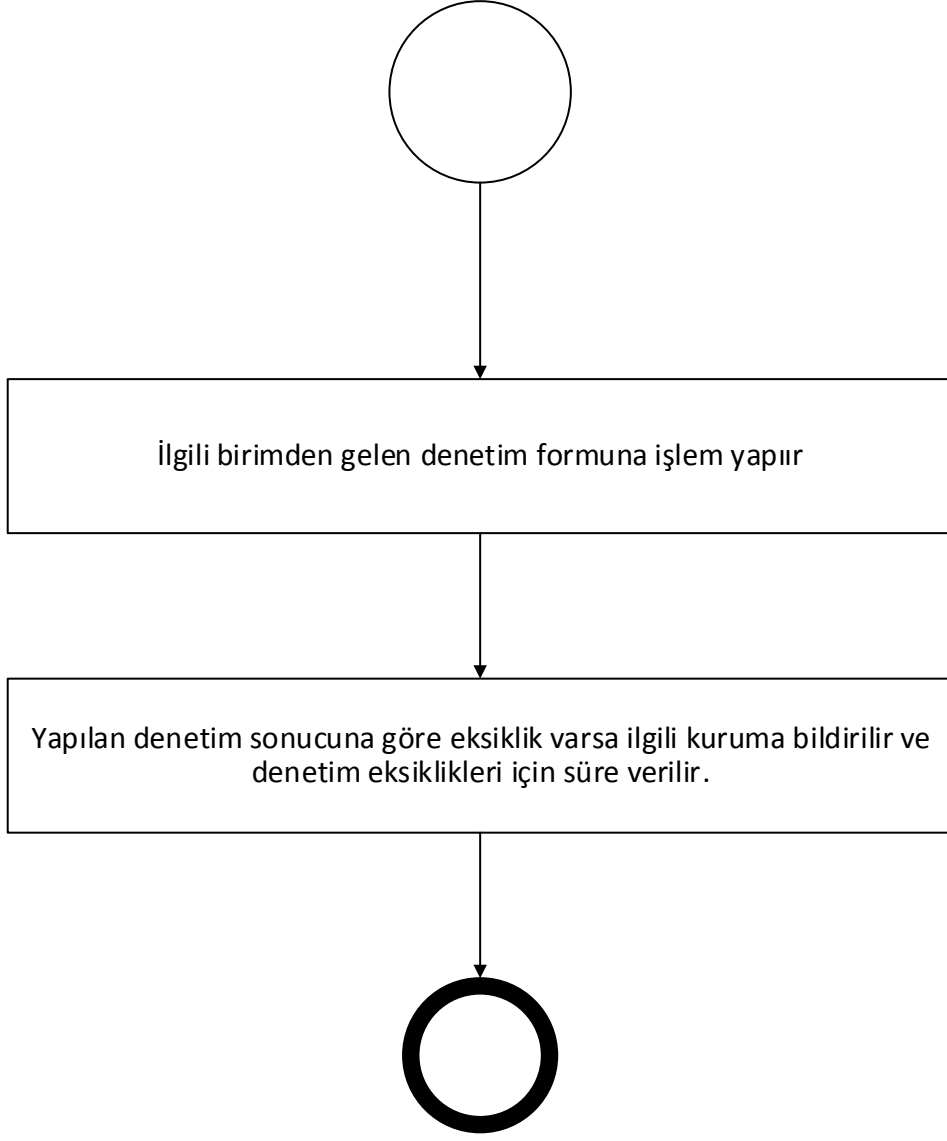 İlgili birimden gelen denetim formuna işlem yapıır
Yapılan denetim sonucuna göre eksiklik varsa ilgili kuruma bildirilir ve
denetim eksiklikleri için süre verilir.